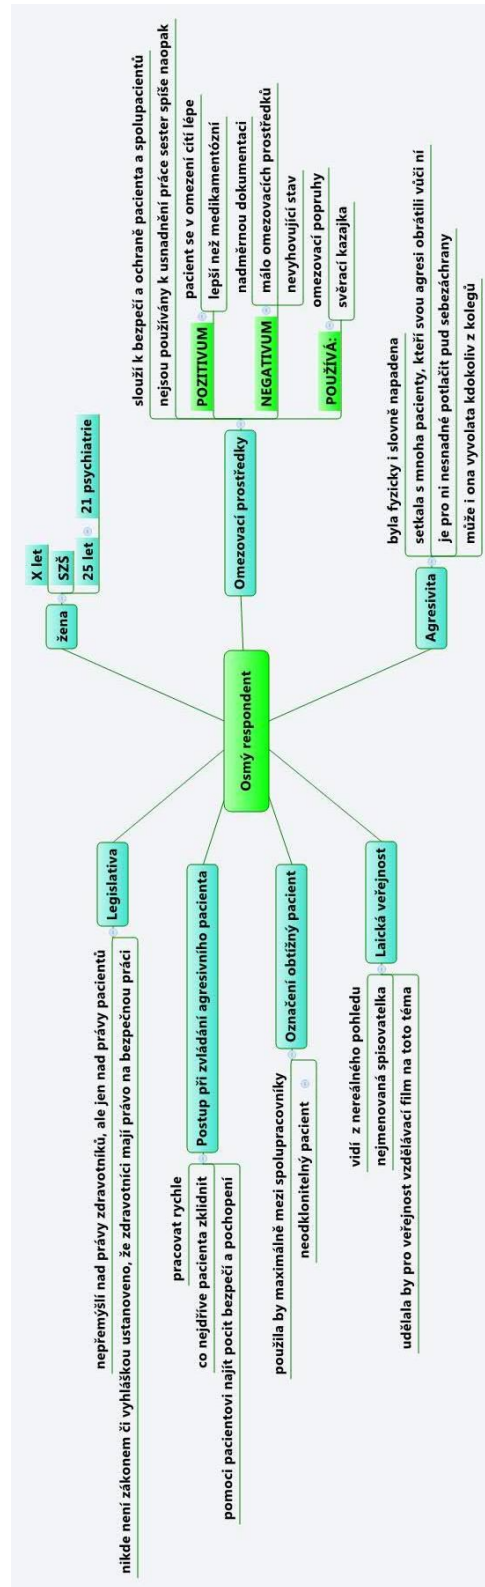 Osmý respondent
žena
X let
SZŠ
25 let
21 psychiatrie
Omezovací prostředky
slouží k bezpečí a ochraně pacienta a spolupacientů
nejsou používány k usnadnění práce sester spíše naopak
POZITIVUM
pacient se v omezení cítí lépe
lepší než medikamentózní
NEGATIVUM
nadměrnou dokumentaci
málo omezovacích prostředků
nevyhovující stav
POUŽÍVÁ:
omezovací popruhy
svěrací kazajka
Agresivita
byla fyzicky i slovně napadena
setkala s mnoha pacienty, kteří svou agresi obrátili vůči ní
je pro ni nesnadné potlačit pud sebezáchrany
může i ona vyvolata kdokoliv z kolegů
Legislativa
nepřemýšlí nad právy zdravotníků, ale jen nad právy pacientů
nikde není zákonem či vyhláškou ustanoveno, že zdravotníci mají právo na bezpečnou práci
Postup při zvládání agresivního pacienta
pracovat rychle
co nejdříve pacienta zklidnit
pomoci pacientovi najít pocit bezpečí a pochopení
Označení obtížný pacient
použila by maximálně mezi spolupracovníky
neodklonitelný pacient
Laická veřejnost
vidí z nereálného pohledu
nejmenovaná spisovatelka
udělala by pro veřejnost vzdělávací film na toto téma